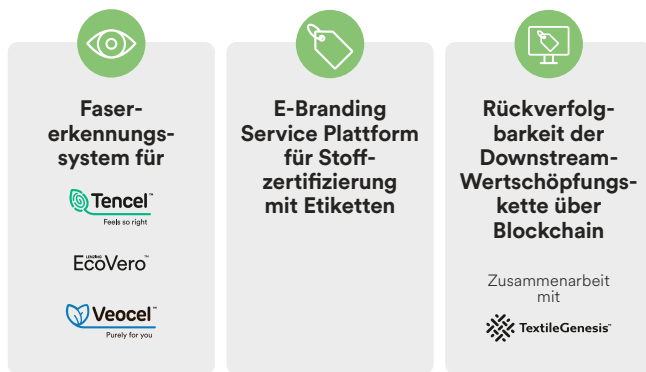 Faser-
erkennungs-
system für
Tencel™
Feels so right
LENZING
EcoVero™
Veocel™
Purely for you
E-Branding
Service Plattform
für Stoff-
zertifizierung
mit Etiketten
Rückverfolg-
barkeit der
Downstream-
Wertschöpfungs-
kette über
Blockchain
Zusammenarbeit
mit
TextileGenesis™